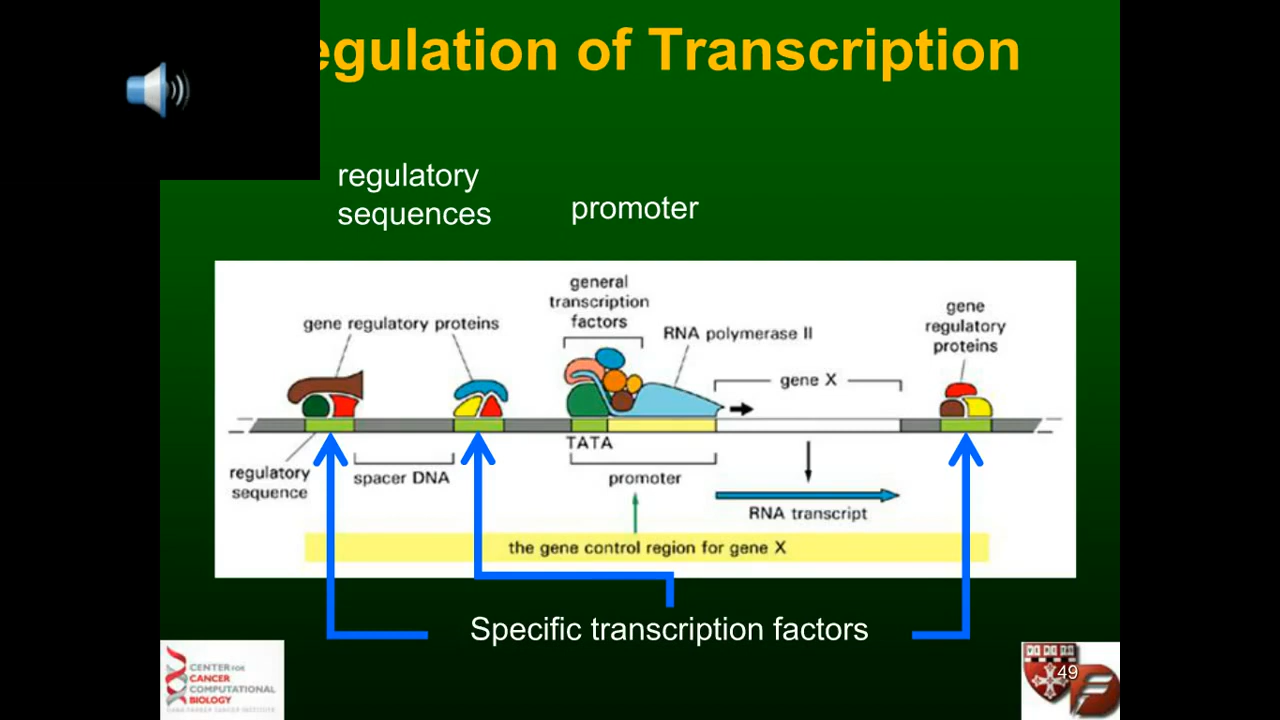 egulation of Transcription
regulatory
sequences
promoter
general
transcription
factors
gene regulatory proteins
RNA polymerase II
gene
regulatory
proteins
gene X
TATA
regulatory
sequence
spacer DNA
promoter
RNA transcript
the gene control region for gene X
Specific transcription factors
CENTER FOR
CANCER
COMPUTATIONAL
BIOLOGY
49